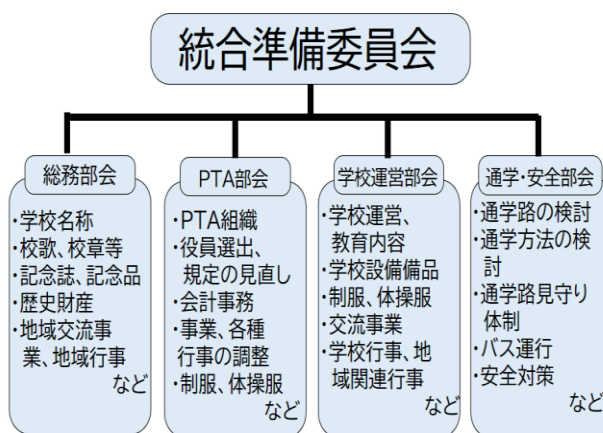 統合準備委員会
総務部会
・学校名称
・校歌、校章等
・記念誌、記念品
・歴史財産
・地域交流事
業、地域行事
など
PTA部会
・PTA組織
・役員選出、
規定の見直し
・会計事務
・事業、各種
行事の調整
・制服、体操服
など
学校運営部会
・学校運営、
教育内容
・学校設備備品
・制服、体操服
・交流事業
・学校行事、地
域関連行事
など
通学・安全部会
・通学路の検討
・通学方法の検
討
・通学路見守り
体制
・バス運行
・安全対策
など